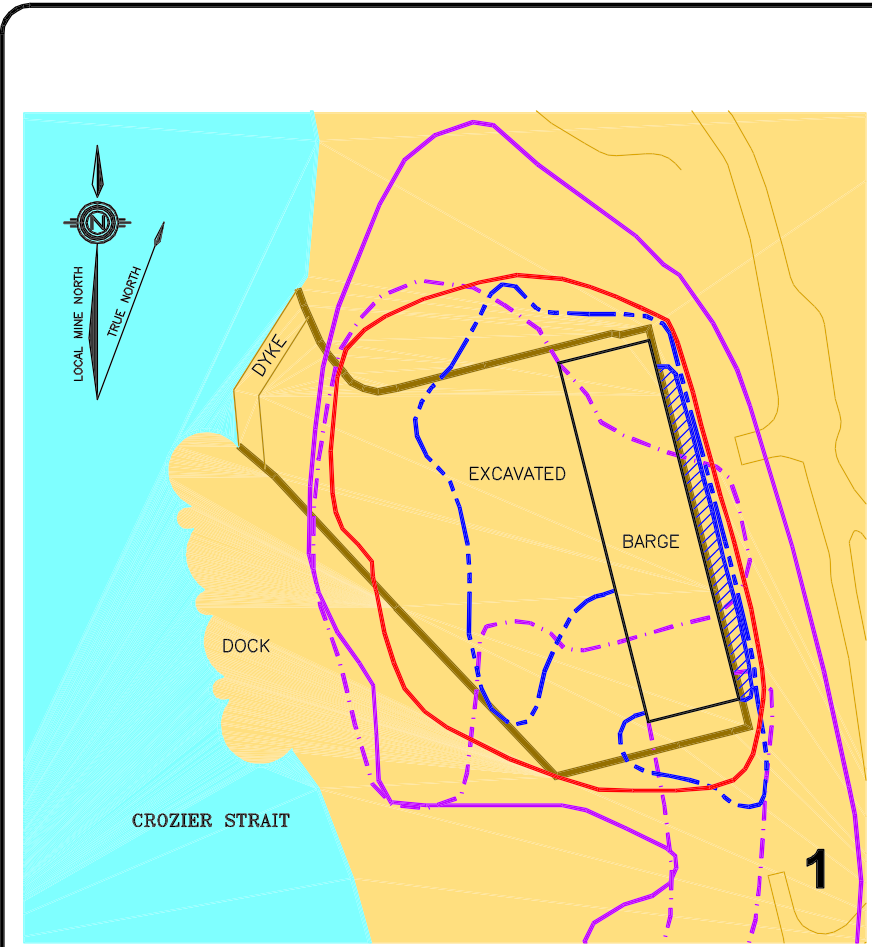 N
LOCAL MINE NORTH
TRUE NORTH
DYKE
EXCAVATED
BARGE
DOCK
CROZIER STRAIT
1